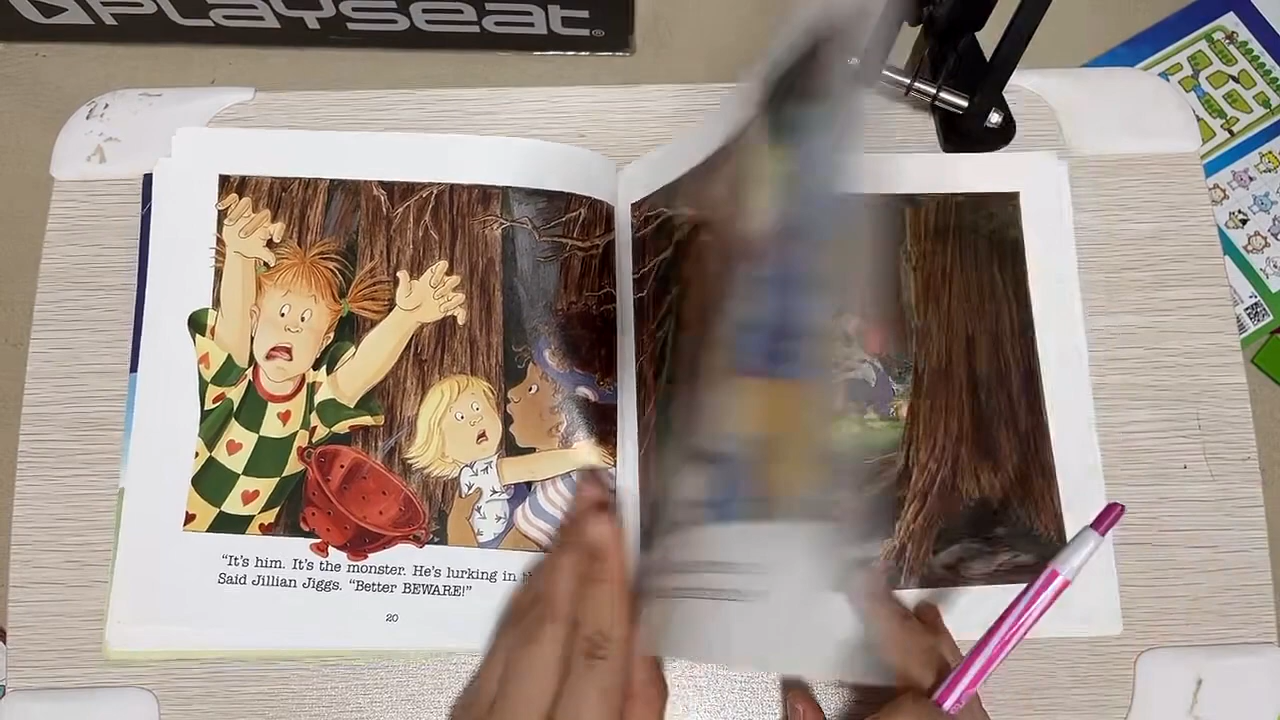 PLAYSEAT®
"It's him. It's the monster. He's lurking in
Said Jillian Jiggs. "Better BEWARE!"
20